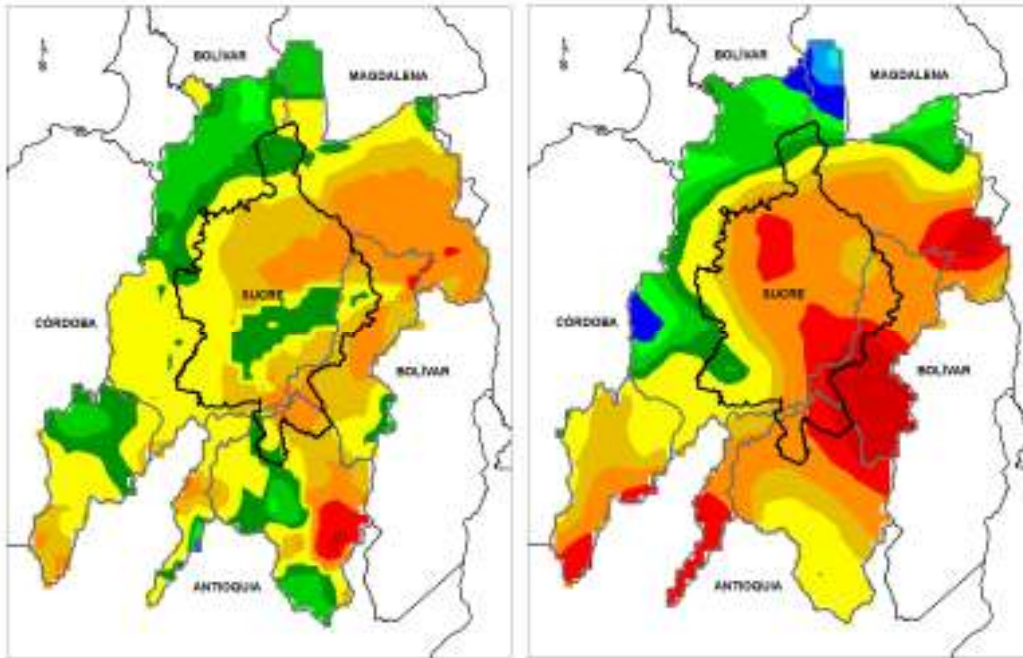 BOLÍVAR
MAGDALENA
SUCRE
CÓRDOBA
BOLÍVAR
ANTIOQUIA
BOLÍVAR
MAGDALENA
SUCRE
CÓRDOBA
BOLÍVAR
ANTIOQUIA